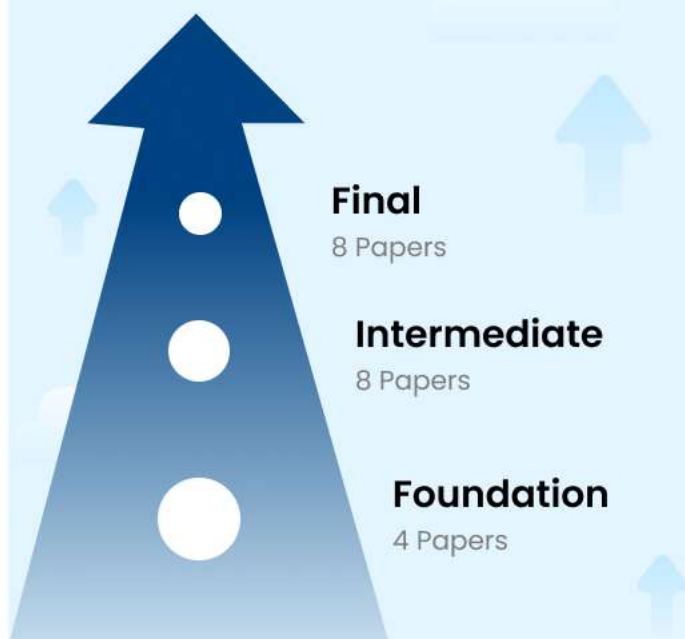 Final
8 Papers
Intermediate
8 Papers
Foundation
4 Papers